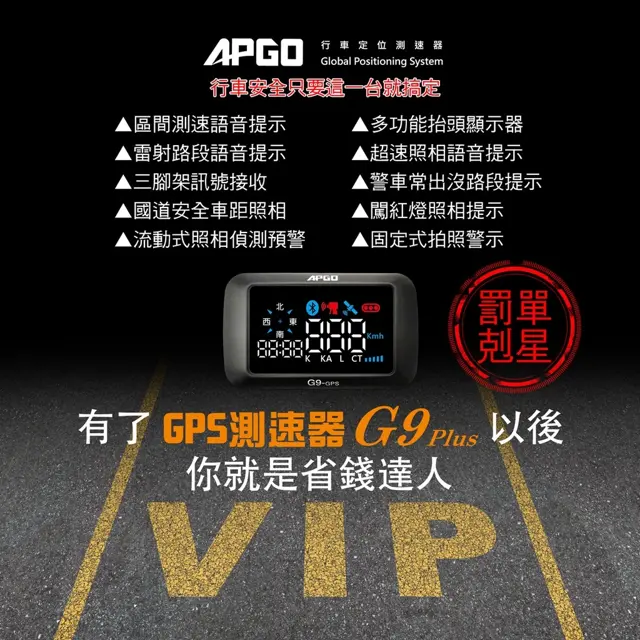 APGO 行車定位測速器
Global Positioning System
行車安全只要這一台就搞定
▲區間測速語音提示
▲雷射路段語音提示
▲三腳架訊號接收
▲國道安全車距照相
▲流動式照相偵測預警
▲多功能抬頭顯示器
▲超速照相語音提示
▲警車常出沒路段提示
▲闖紅燈照相提示
▲固定式拍照警示
APGO
北
西 東
南
88:88
888 Kmh
K KA L CT
G9-GPS
罰單
剋星
有了 GPS測速器 G9 Plus 以後
你就是省錢達人
VIP